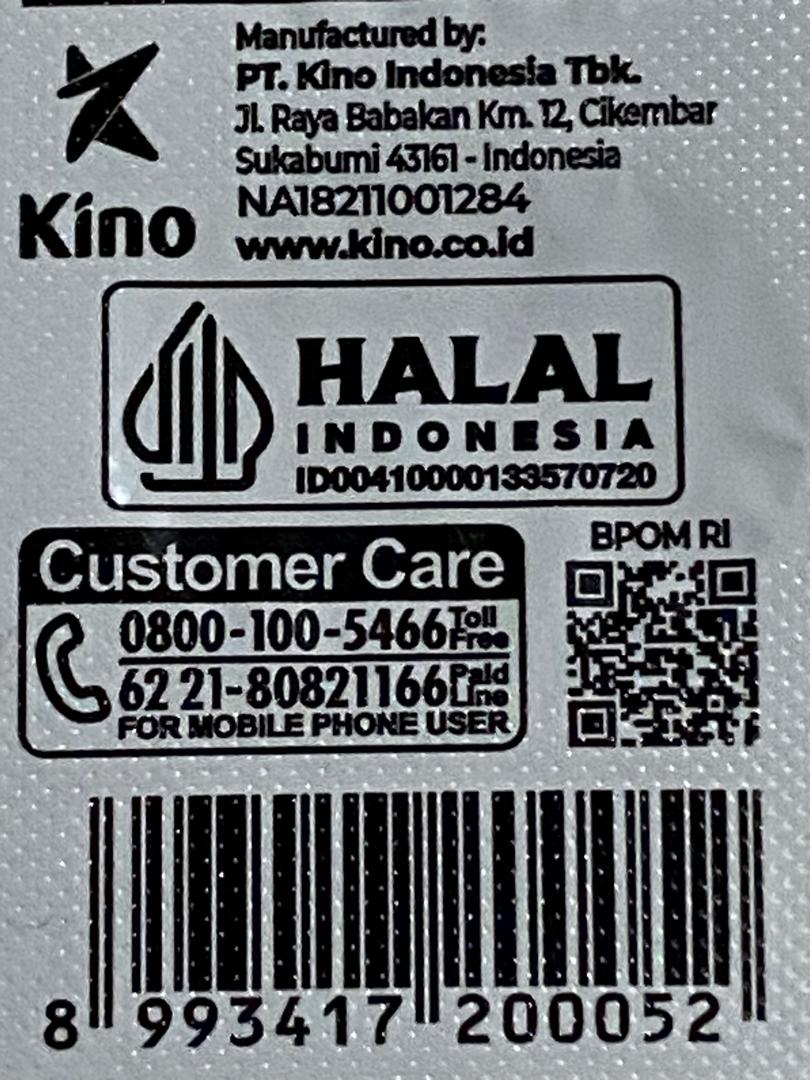 Manufactured by:
PT. Kino Indonesia Tbk.
Jl. Raya Babakan Km. 12, Cikembar
Sukabumi 43161 - Indonesia
NA18211001284
www.kino.co.id
Kino
HALAL
INDONESIA
ID00410000133570720
Customer Care
0800-100-5466 Toll Free
62 21-80821166 Paid Line
FOR MOBILE PHONE USER
BPOM RI
8 993417 200052